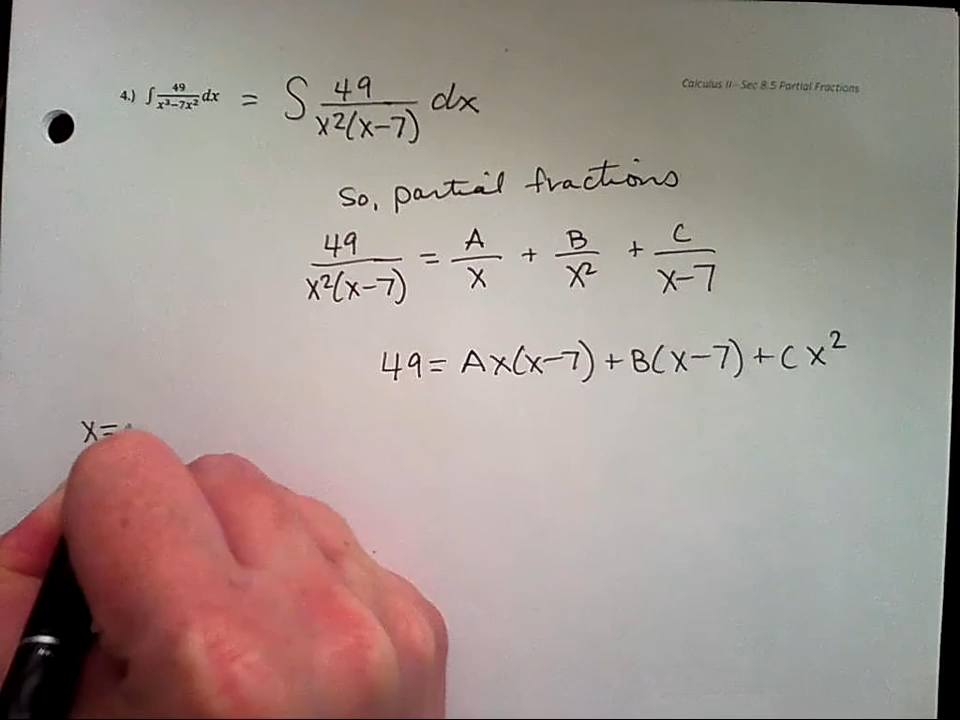 Calculus II - Sec 8.5 Partial Fractions
4.) ∫ 49/(x³−7x²) dx = ∫ 49/(x²(x−7)) dx
So, partial fractions
49/(x²(x−7)) = A/x + B/x² + C/(x−7)
49 = Ax(x−7) + B(x−7) + Cx²
x=